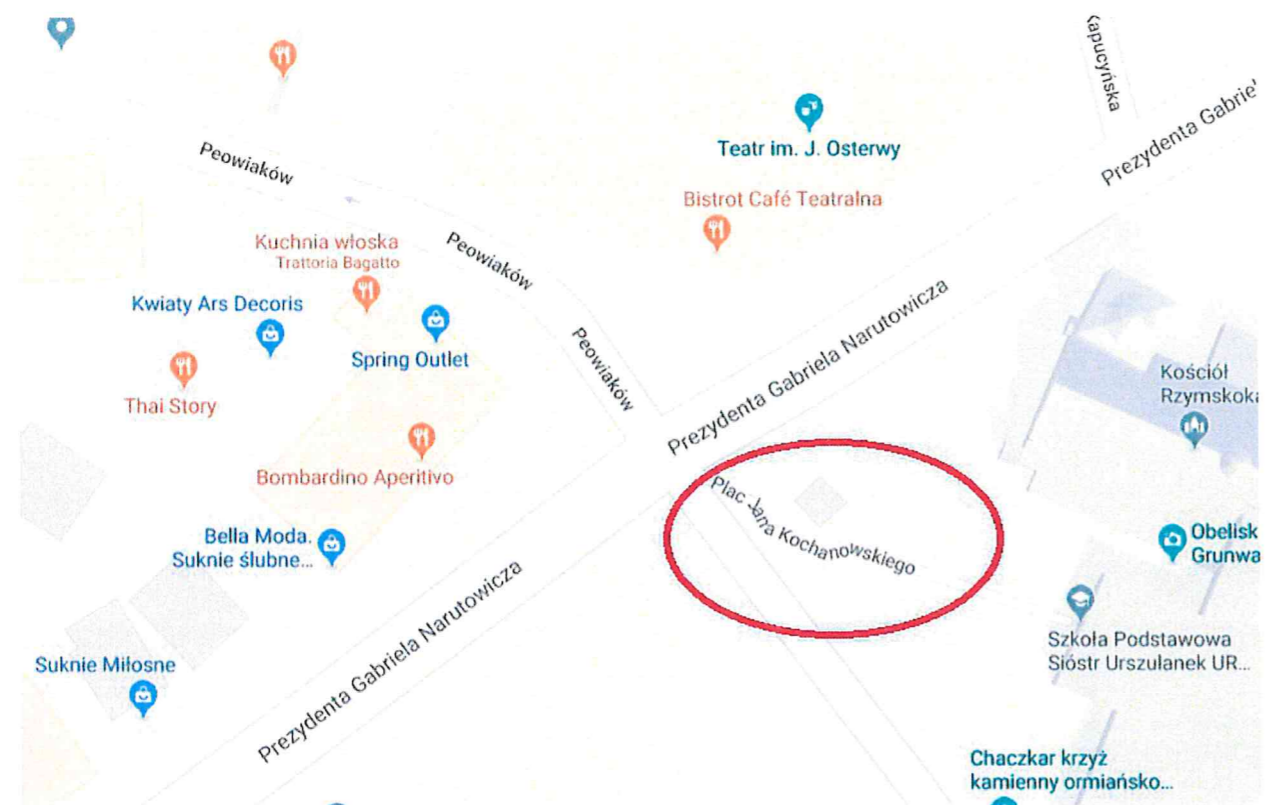 Kapucyńska
Prezydenta Gabrie
Teatr im. J. Osterwy
Peowiaków
Bistrot Café Teatralna
Kuchnia włoska
Trattoria Bagatto
Peowiaków
Kwiaty Ars Decoris
Spring Outlet
Prezydenta Gabriela Narutowicza
Peowiaków
Thai Story
Kościół
Rzymskoka
Bombardino Aperitivo
Plac Jana Kochanowskiego
Bella Moda.
Suknie ślubne...
Obelisk
Grunwa
Prezydenta Gabriela Narutowicza
Szkoła Podstawowa
Sióstr Urszulanek UR...
Suknie Miłosne
Chaczkar krzyż
kamienny ormiańsko...